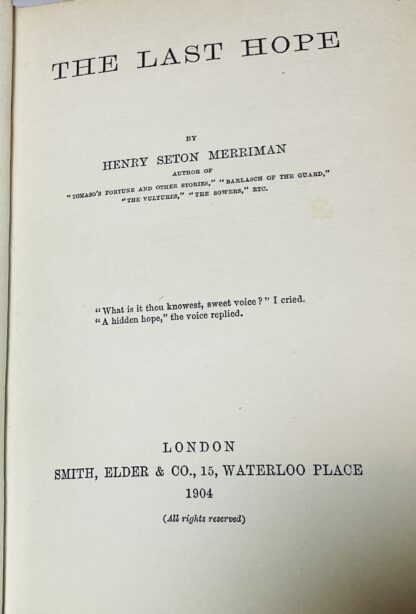 THE LAST HOPE
BY
HENRY SETON MERRIMAN
AUTHOR OF
"TOMASO'S FORTUNE AND OTHER STORIES," "BARLASCH OF THE GUARD,"
"THE VULTURES," "THE SOWERS," ETC.
"What is it thou knowest, sweet voice?" I cried.
"A hidden hope," the voice replied.
LONDON
SMITH, ELDER & CO., 15, WATERLOO PLACE
1904
(All rights reserved)